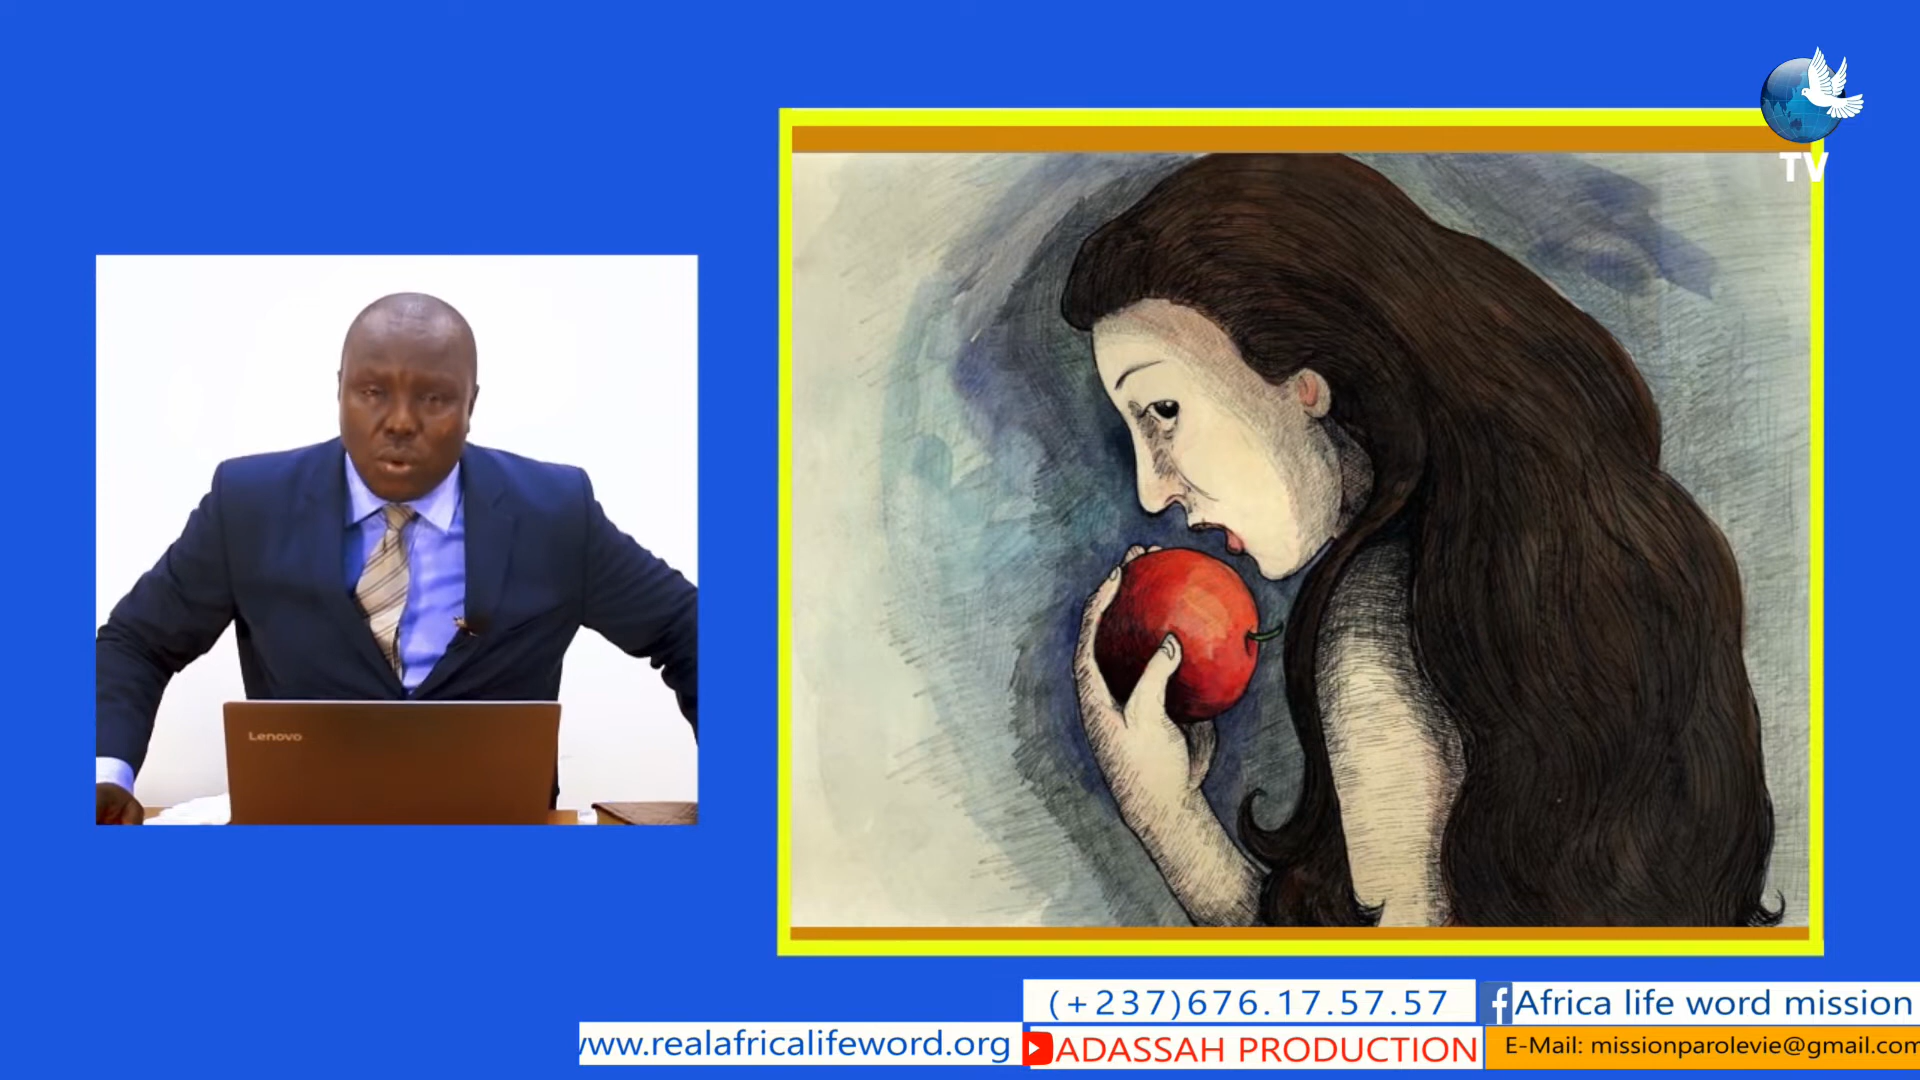 TV
Lenovo
(+237)676.17.57.57
Africa life word mission
www.realafricalifeword.org
ADASSAH PRODUCTION
E-Mail: missionparolevie@gmail.com